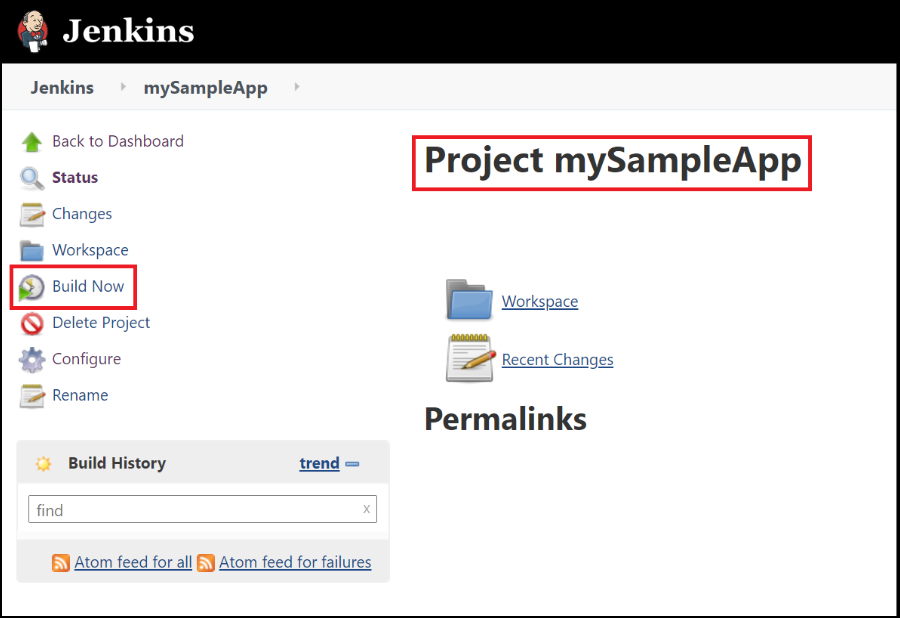 Jenkins
Jenkins mySampleApp
Back to Dashboard
Status
Changes
Workspace
Build Now
Delete Project
Configure
Rename
Build History trend
find x
Atom feed for all Atom feed for failures
Project mySampleApp
Workspace
Recent Changes
Permalinks